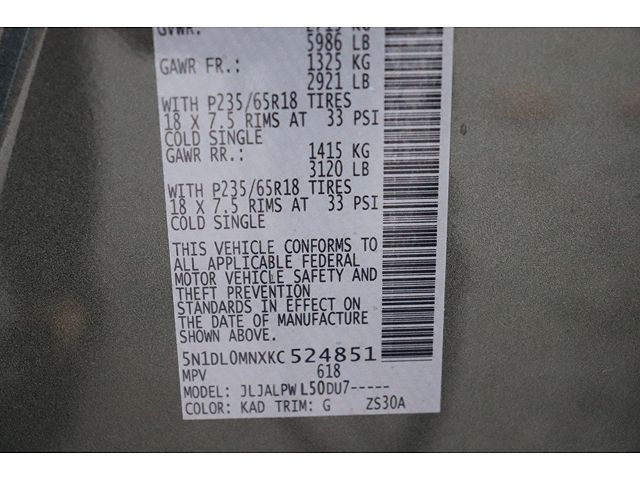 GVWR: 2715 KG
5986 LB
GAWR FR.: 1325 KG
2921 LB
WITH P235/65R18 TIRES
18 X 7.5 RIMS AT 33 PSI
COLD SINGLE
GAWR RR.: 1415 KG
3120 LB
WITH P235/65R18 TIRES
18 X 7.5 RIMS AT 33 PSI
COLD SINGLE
THIS VEHICLE CONFORMS TO
ALL APPLICABLE FEDERAL
MOTOR VEHICLE SAFETY AND
THEFT PREVENTION
STANDARDS IN EFFECT ON
THE DATE OF MANUFACTURE
SHOWN ABOVE.
5N1DL0MNXKC524851
MPV 618
MODEL: JLJALPWL50DU7-----
COLOR: KAD TRIM: G ZS30A